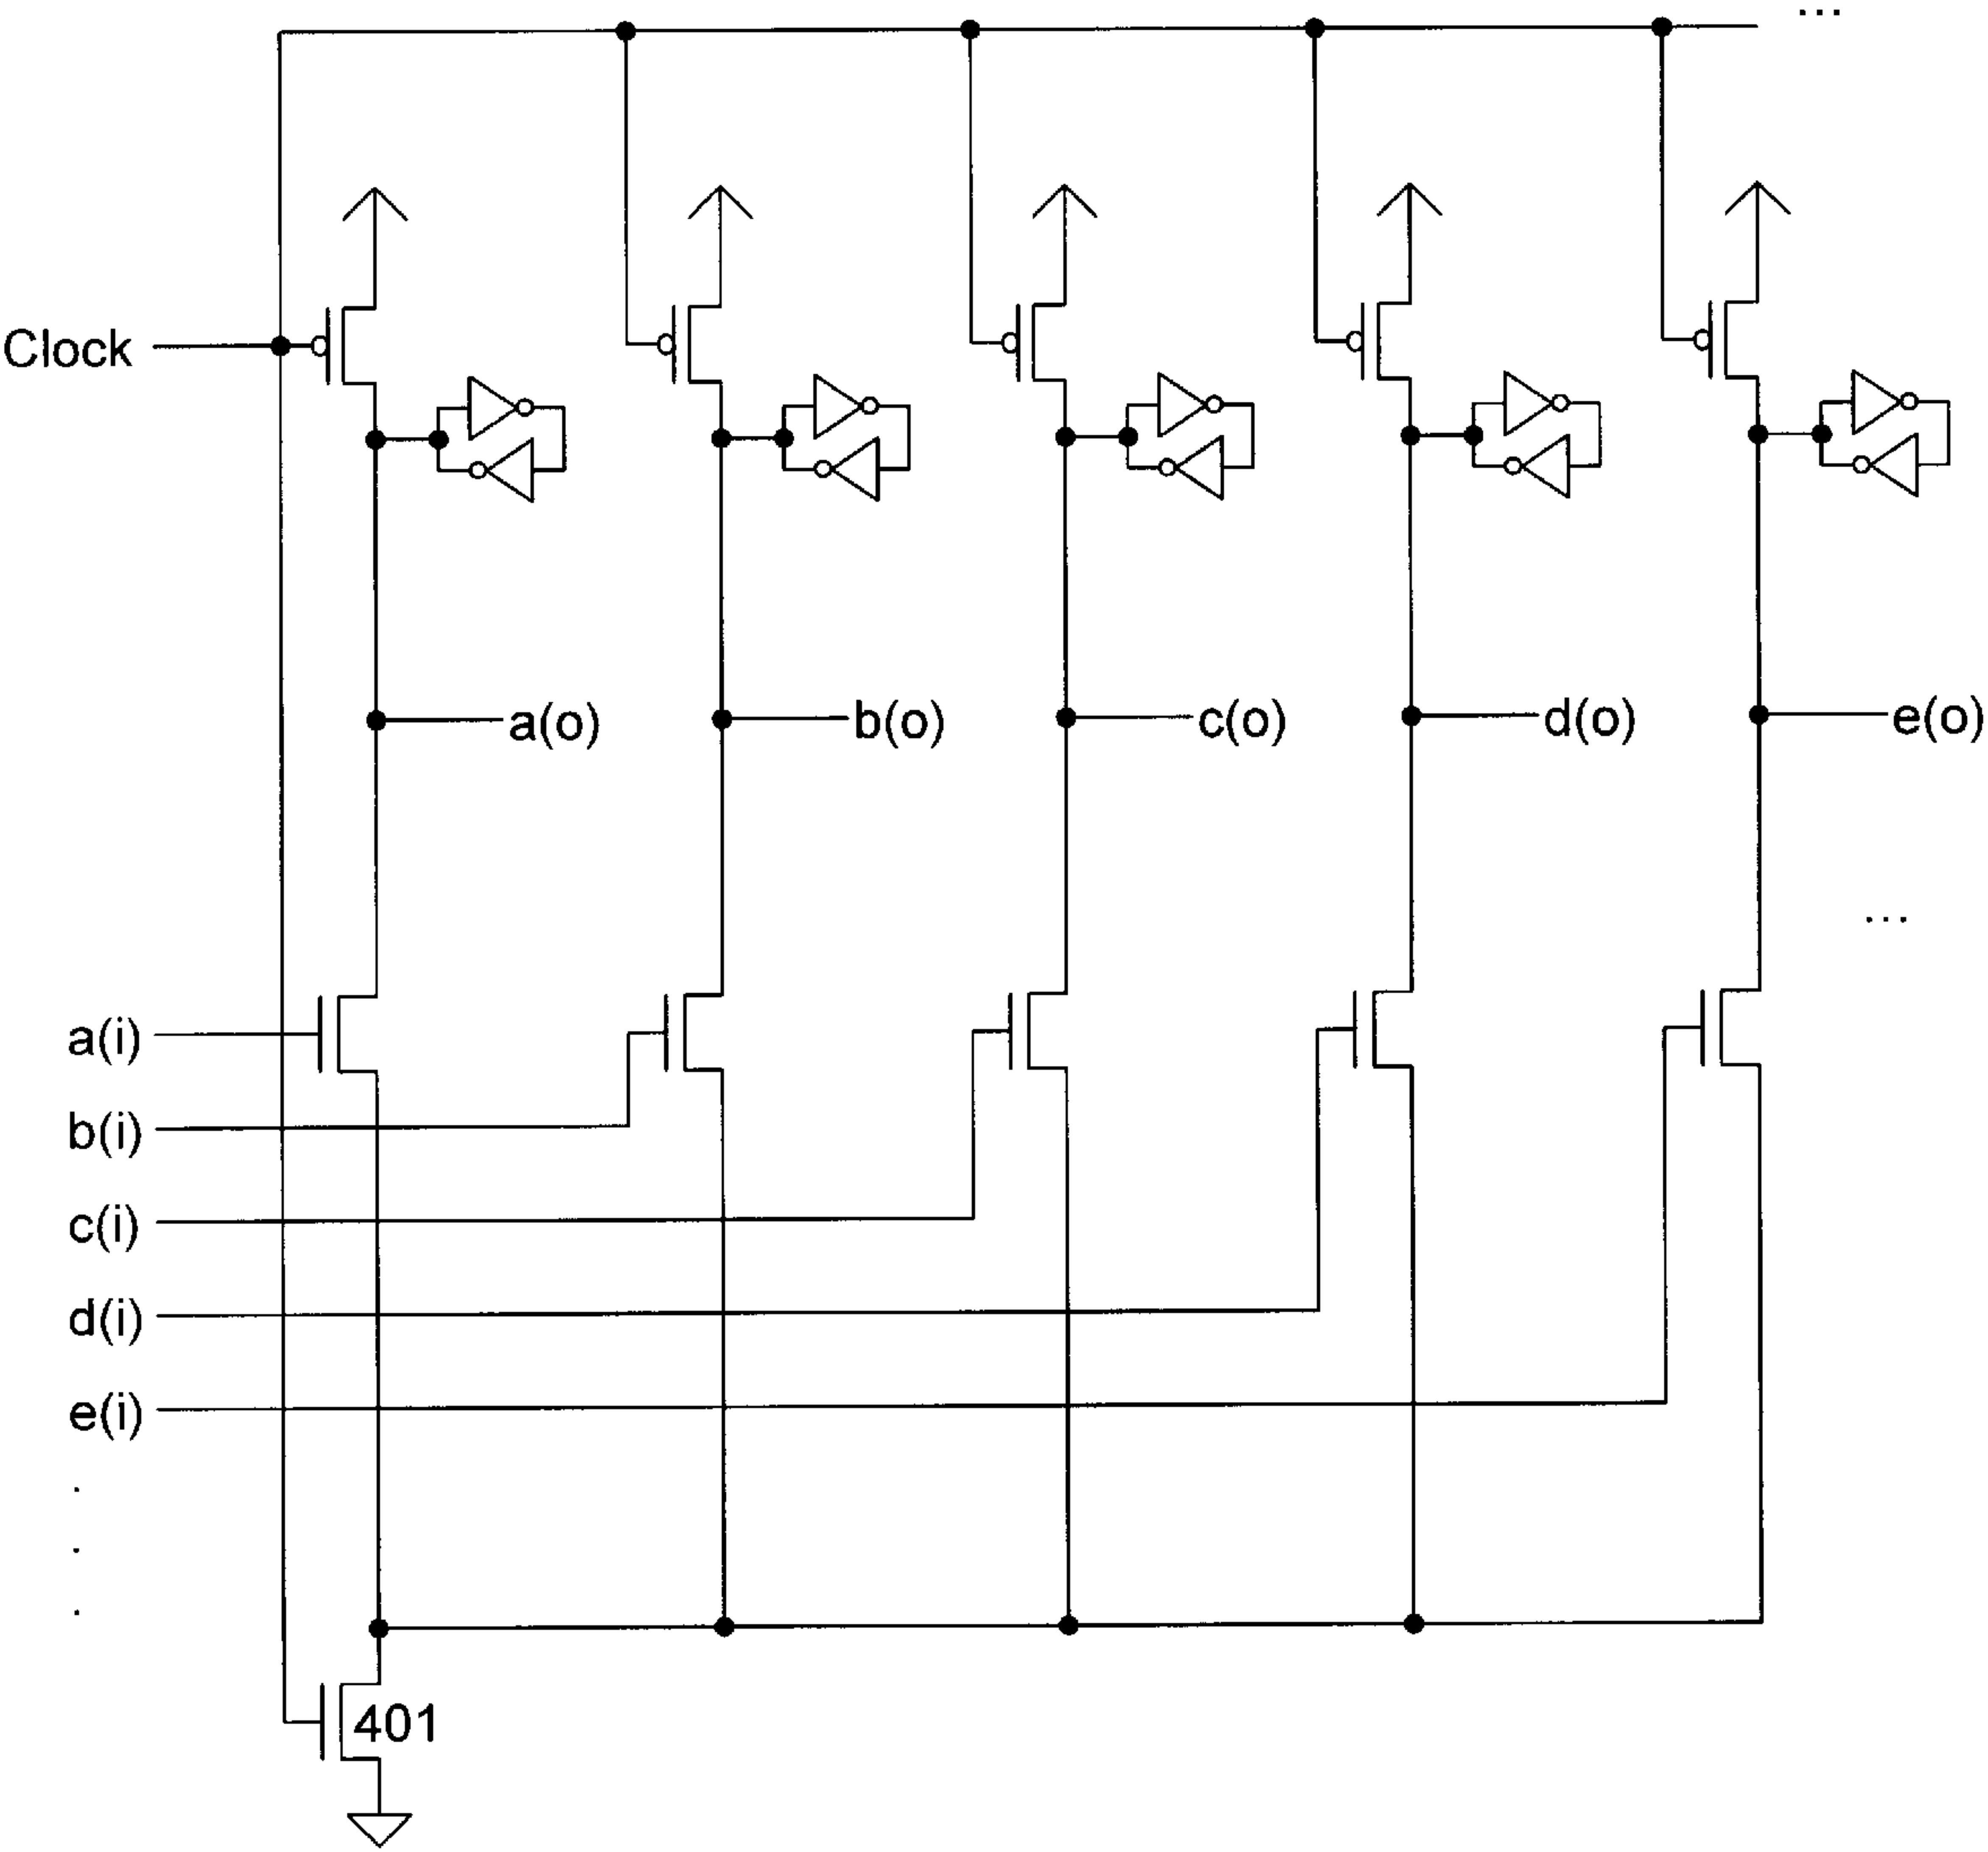 ...
Clock
a(o) b(o) c(o) d(o) e(o)
...
a(i)
b(i)
c(i)
d(i)
e(i)
.
.
.
401